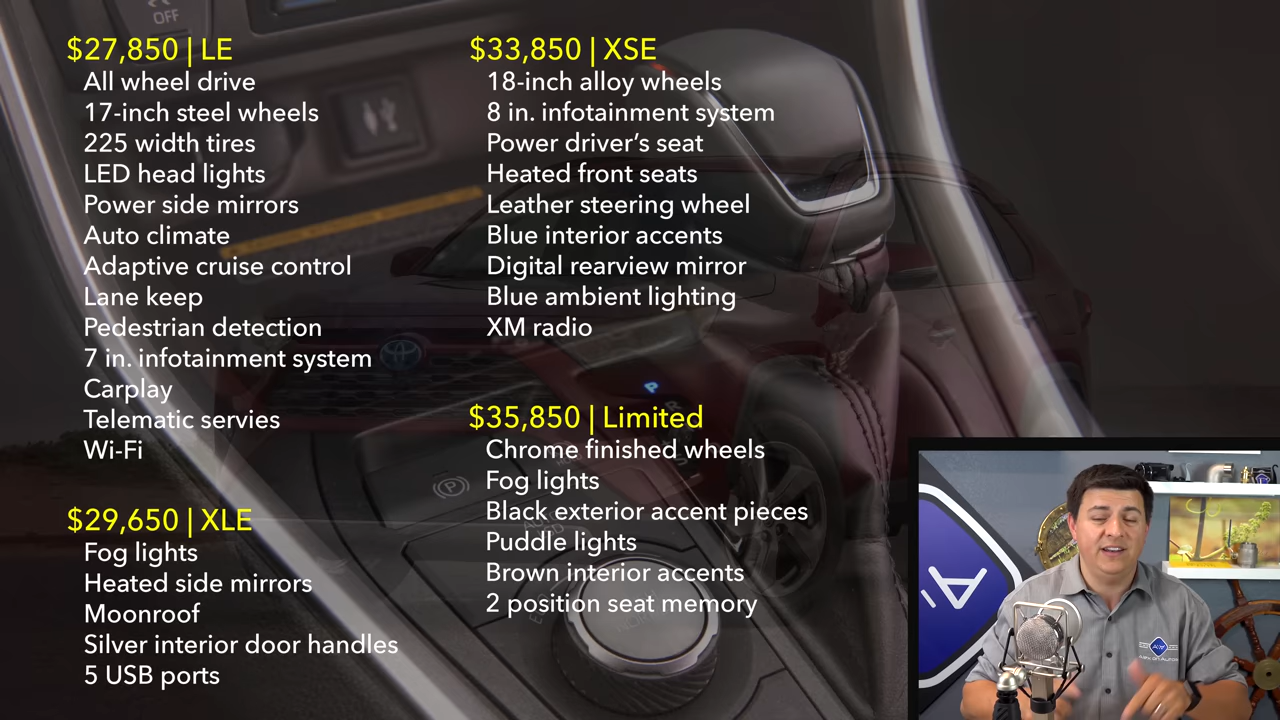 OFF
$27,850 | LE
All wheel drive
17-inch steel wheels
225 width tires
LED head lights
Power side mirrors
Auto climate
Adaptive cruise control
Lane keep
Pedestrian detection
7 in. infotainment system
Carplay
Telematic servies
Wi-Fi
$29,650 | XLE
Fog lights
Heated side mirrors
Moonroof
Silver interior door handles
5 USB ports
$33,850 | XSE
18-inch alloy wheels
8 in. infotainment system
Power driver’s seat
Heated front seats
Leather steering wheel
Blue interior accents
Digital rearview mirror
Blue ambient lighting
XM radio
$35,850 | Limited
Chrome finished wheels
Fog lights
Black exterior accent pieces
Puddle lights
Brown interior accents
2 position seat memory
P